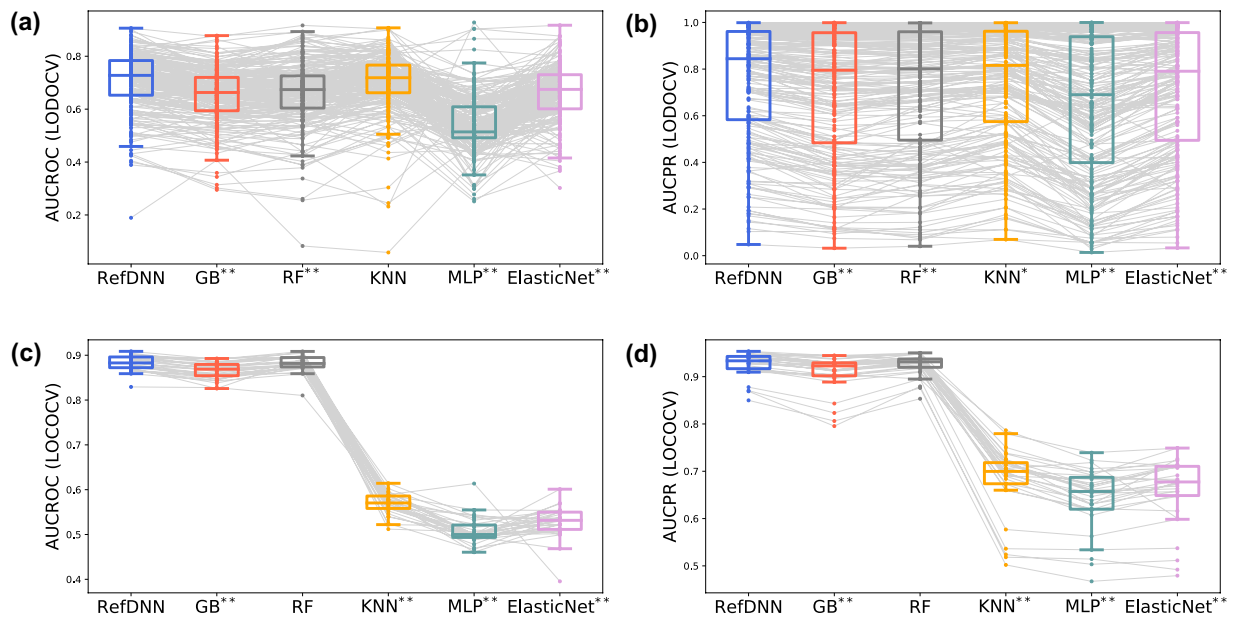 (a)
AUCROC (LODOCV)
0.8
0.6
0.4
0.2
RefDNN GB** RF** KNN MLP** ElasticNet**
(b)
AUCPR (LODOCV)
1.0
0.8
0.6
0.4
0.2
0.0
RefDNN GB** RF** KNN* MLP** ElasticNet**
(c)
AUCROC (LOCOCV)
0.9
0.8
0.7
0.6
0.5
0.4
RefDNN GB** RF KNN** MLP** ElasticNet**
(d)
AUCPR (LOCOCV)
0.9
0.8
0.7
0.6
0.5
RefDNN GB** RF KNN** MLP** ElasticNet**